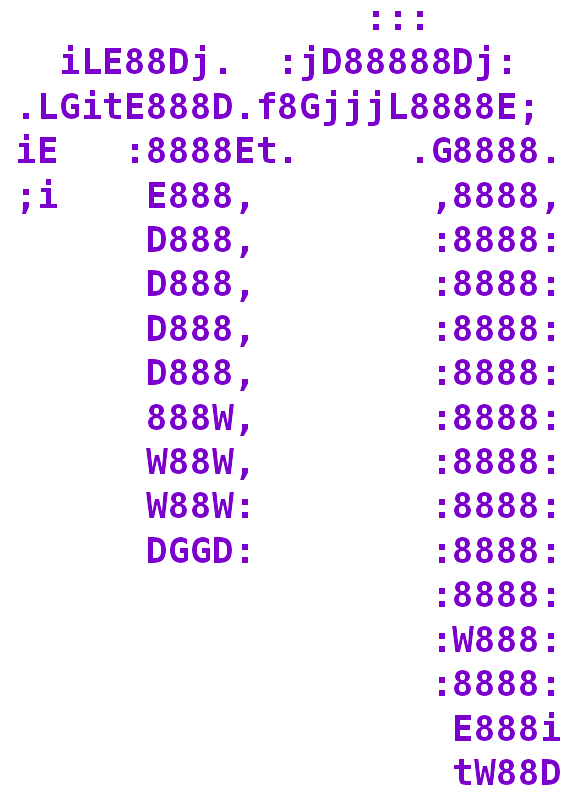 :::
  iLE88Dj.  :jD88888Dj:
.LGitE888D.f8GjjjL8888E;
iE   :8888Et.     .G8888.
;i    E888,        ,8888,
      D888,        :8888:
      D888,        :8888:
      D888,        :8888:
      D888,        :8888:
      888W,        :8888:
      W88W,        :8888:
      W88W:        :8888:
      DGGD:        :8888:
                   :8888:
                   :W888:
                   :8888:
                    E888i
                    tW88D